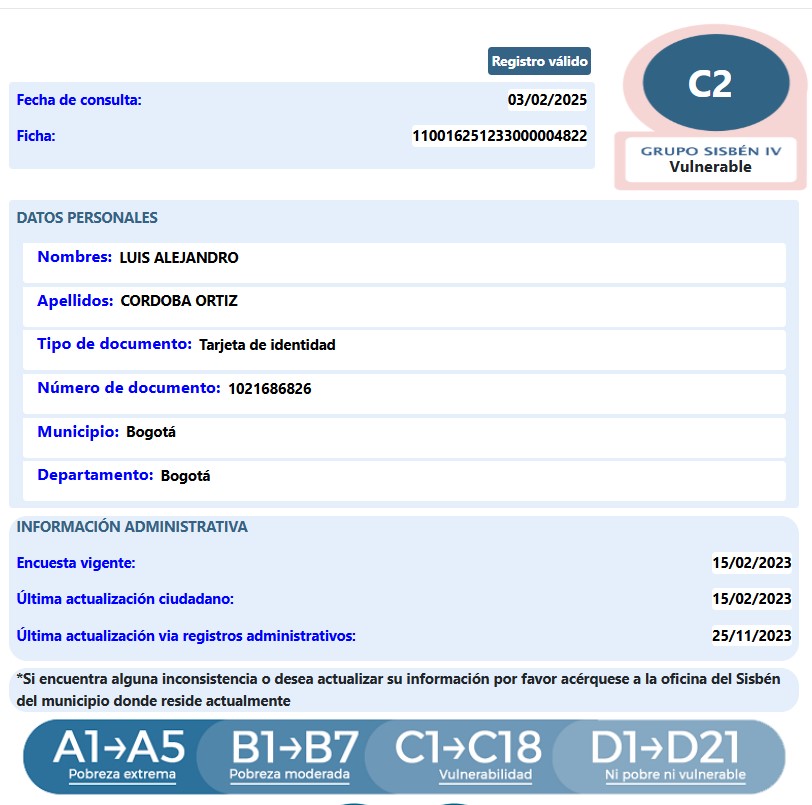 Registro válido
C2
GRUPO SISBÉN IV
Vulnerable
Fecha de consulta: 03/02/2025
Ficha: 11001625123300004822
DATOS PERSONALES
Nombres: LUIS ALEJANDRO
Apellidos: CORDOBA ORTIZ
Tipo de documento: Tarjeta de identidad
Número de documento: 1021686826
Municipio: Bogotá
Departamento: Bogotá
INFORMACIÓN ADMINISTRATIVA
Encuesta vigente: 15/02/2023
Última actualización ciudadano: 15/02/2023
Última actualización via registros administrativos: 25/11/2023
*Si encuentra alguna inconsistencia o desea actualizar su información por favor acérquese a la oficina del Sisbén
del municipio donde reside actualmente
A1→A5 B1→B7 C1→C18 D1→D21
Pobreza extrema Pobreza moderada Vulnerabilidad Ni pobre ni vulnerable